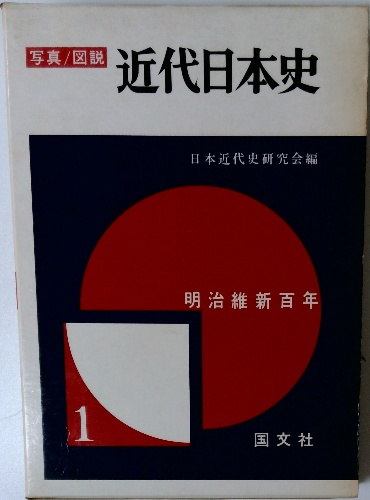 写真/図説 近代日本史
日本近代史研究会編
明治維新百年
1
国文社